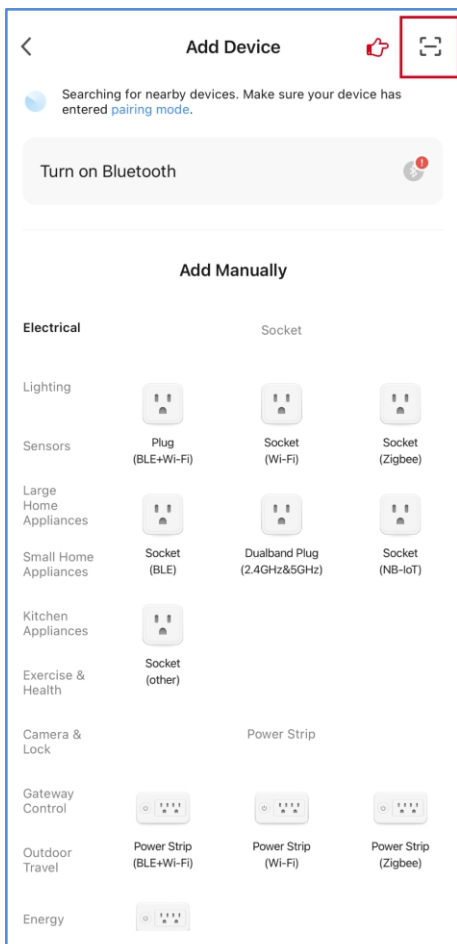 Add Device
Searching for nearby devices. Make sure your device has
entered pairing mode.
Turn on Bluetooth
Add Manually
Electrical
Lighting
Sensors
Large
Home
Appliances
Small Home
Appliances
Kitchen
Appliances
Exercise &
Health
Camera &
Lock
Gateway
Control
Outdoor
Travel
Energy
Socket
Plug
(BLE+Wi-Fi)
Socket
(Wi-Fi)
Socket
(Zigbee)
Socket
(BLE)
Dualband Plug
(2.4GHz&5GHz)
Socket
(NB-IoT)
Socket
(other)
Power Strip
Power Strip
(BLE+Wi-Fi)
Power Strip
(Wi-Fi)
Power Strip
(Zigbee)